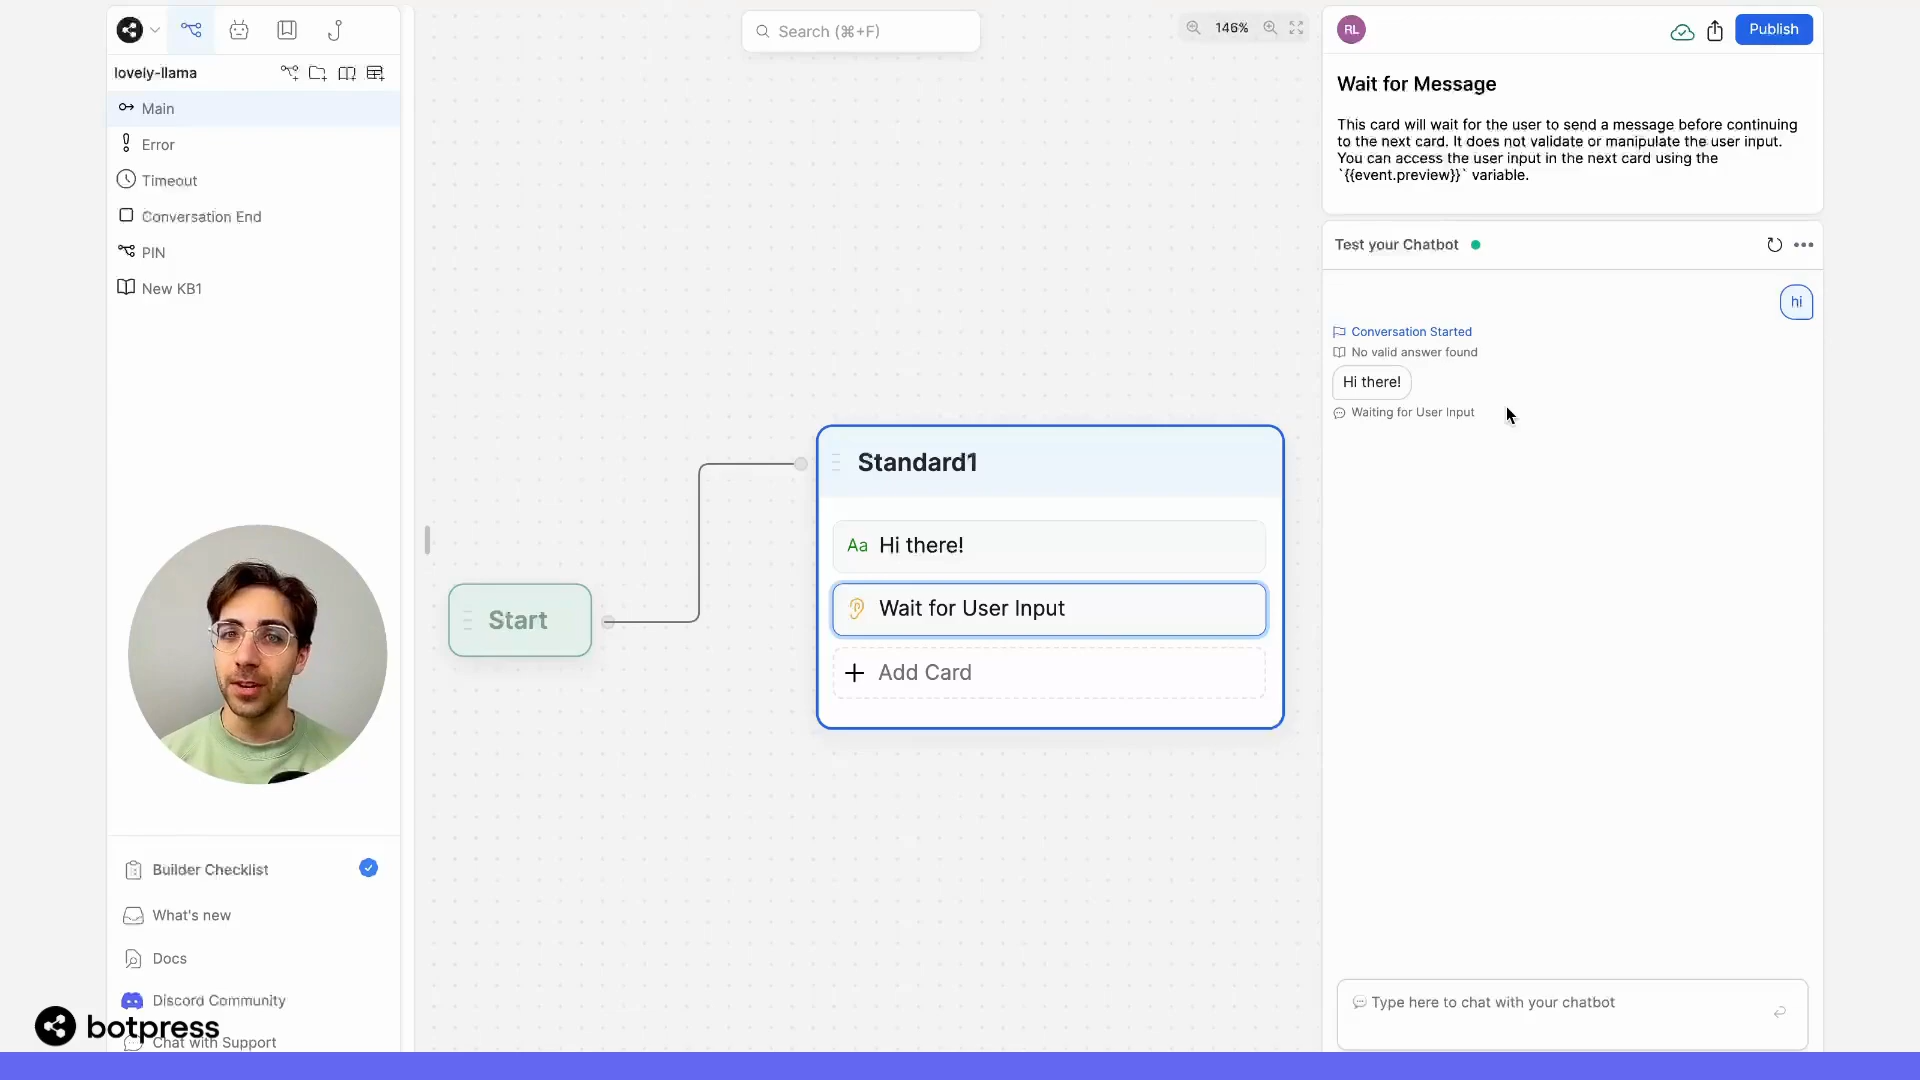 Search (⌘+F)
146%
RL
Publish
lovely-llama
Main
Error
Timeout
Conversation End
PIN
New KB1
Builder Checklist
What's new
Docs
Discord Community
Chat with Support
botpress
Start
Standard1
Aa Hi there!
Wait for User Input
Add Card
Wait for Message
This card will wait for the user to send a message before continuing
to the next card. It does not validate or manipulate the user input.
You can access the user input in the next card using the
`{{event.preview}}` variable.
Test your Chatbot
hi
Conversation Started
No valid answer found
Hi there!
Waiting for User Input
Type here to chat with your chatbot